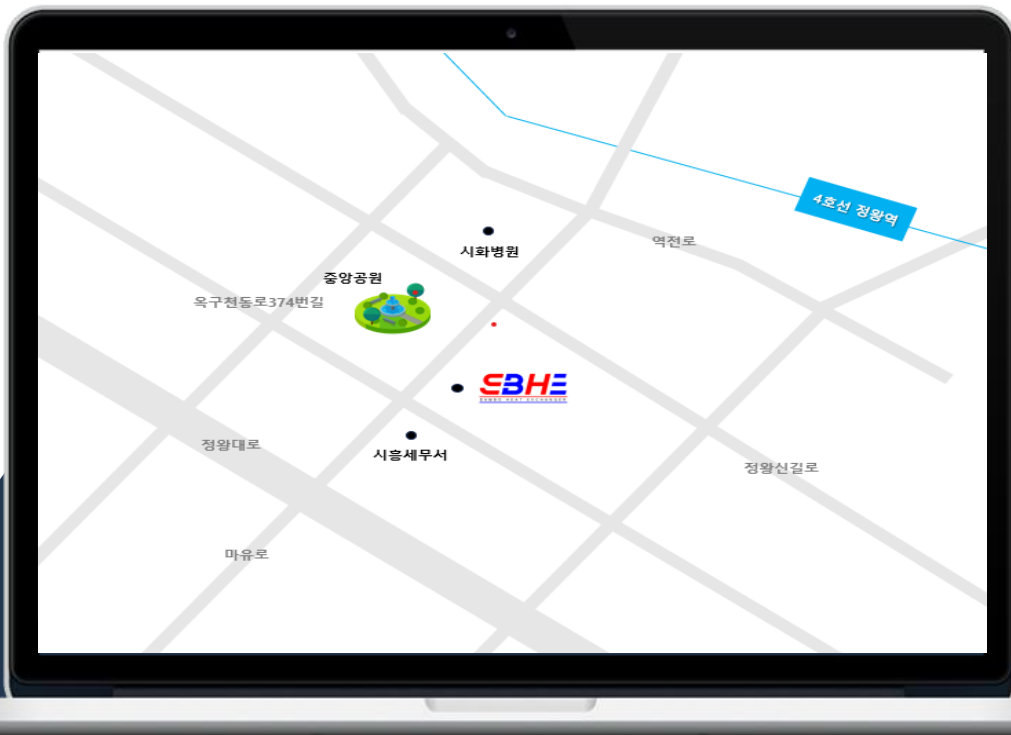 4호선 정왕역
역전로
시화병원
중앙공원
옥구천동로374번길
SBHE
정왕대로
시흥세무서
정왕신길로
마유로